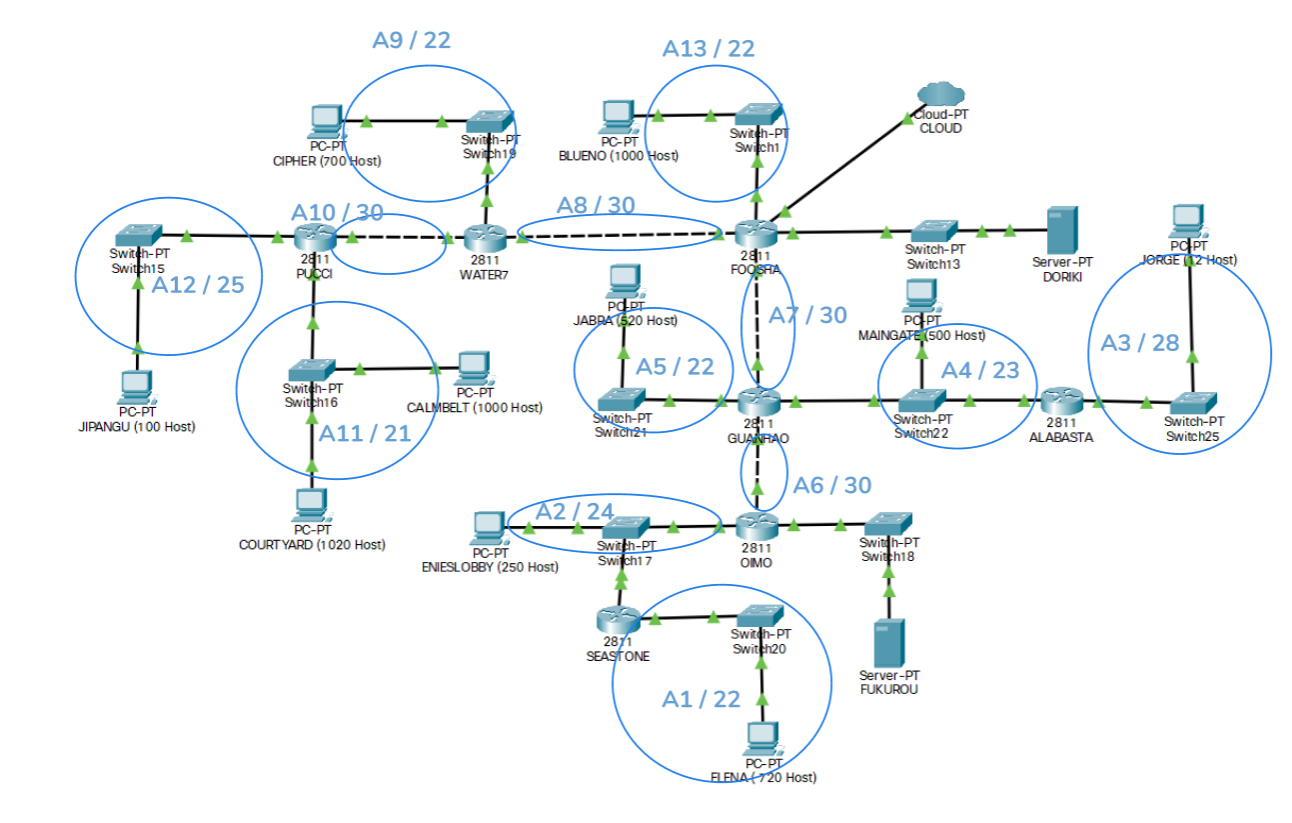 A9 / 22
A13 / 22
Cloud-PT
CLOUD
PC-PT
CIPHER (700 Host)
Switch-PT
Switch19
PC-PT
BLUENO (1000 Host)
Switch-PT
Switch1
A10 / 30
A8 / 30
Switch-PT
Switch15
2811
PUCCI
2811
WATER7
2811
FOOSHA
Switch-PT
Switch13
Server-PT
DORIKI
PC-PT
JORGE (12 Host)
A12 / 25
PC-PT
JABRA (520 Host)
A7 / 30
PC-PT
MAINGATE (500 Host)
A5 / 22
A4 / 23
A3 / 28
Switch-PT
Switch16
PC-PT
CALMBELT (1000 Host)
PC-PT
JIPANGU (100 Host)
A11 / 21
Switch-PT
Switch21
2811
GUANHAO
Switch-PT
Switch22
2811
ALABASTA
Switch-PT
Switch25
A6 / 30
PC-PT
COURTYARD (1020 Host)
A2 / 24
PC-PT
ENIESLOBBY (250 Host)
Switch-PT
Switch17
2811
OIMO
Switch-PT
Switch18
2811
SEASTONE
Switch-PT
Switch20
Server-PT
FUKUROU
A1 / 22
PC-PT
ELENA ( 720 Host)